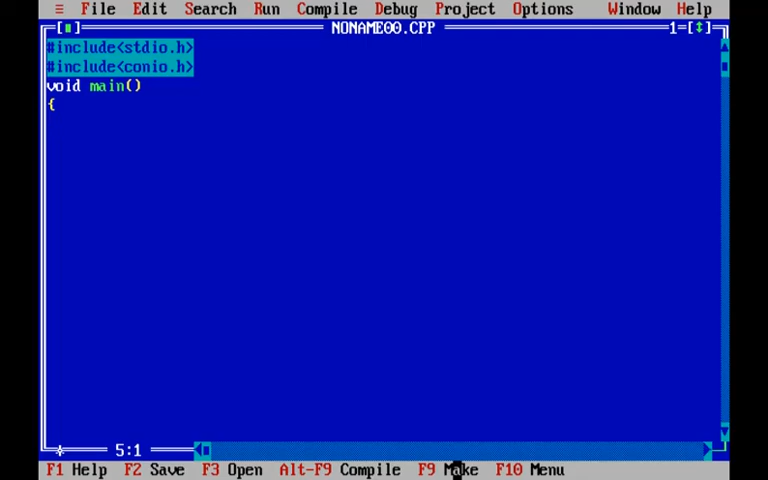 ≡ File Edit Search Run Compile Debug Project Options Window Help
[■] NONAME00.CPP 1=[↕]
#include<stdio.h>
#include<conio.h>
void main()
{
5:1
F1 Help F2 Save F3 Open Alt-F9 Compile F9 Make F10 Menu